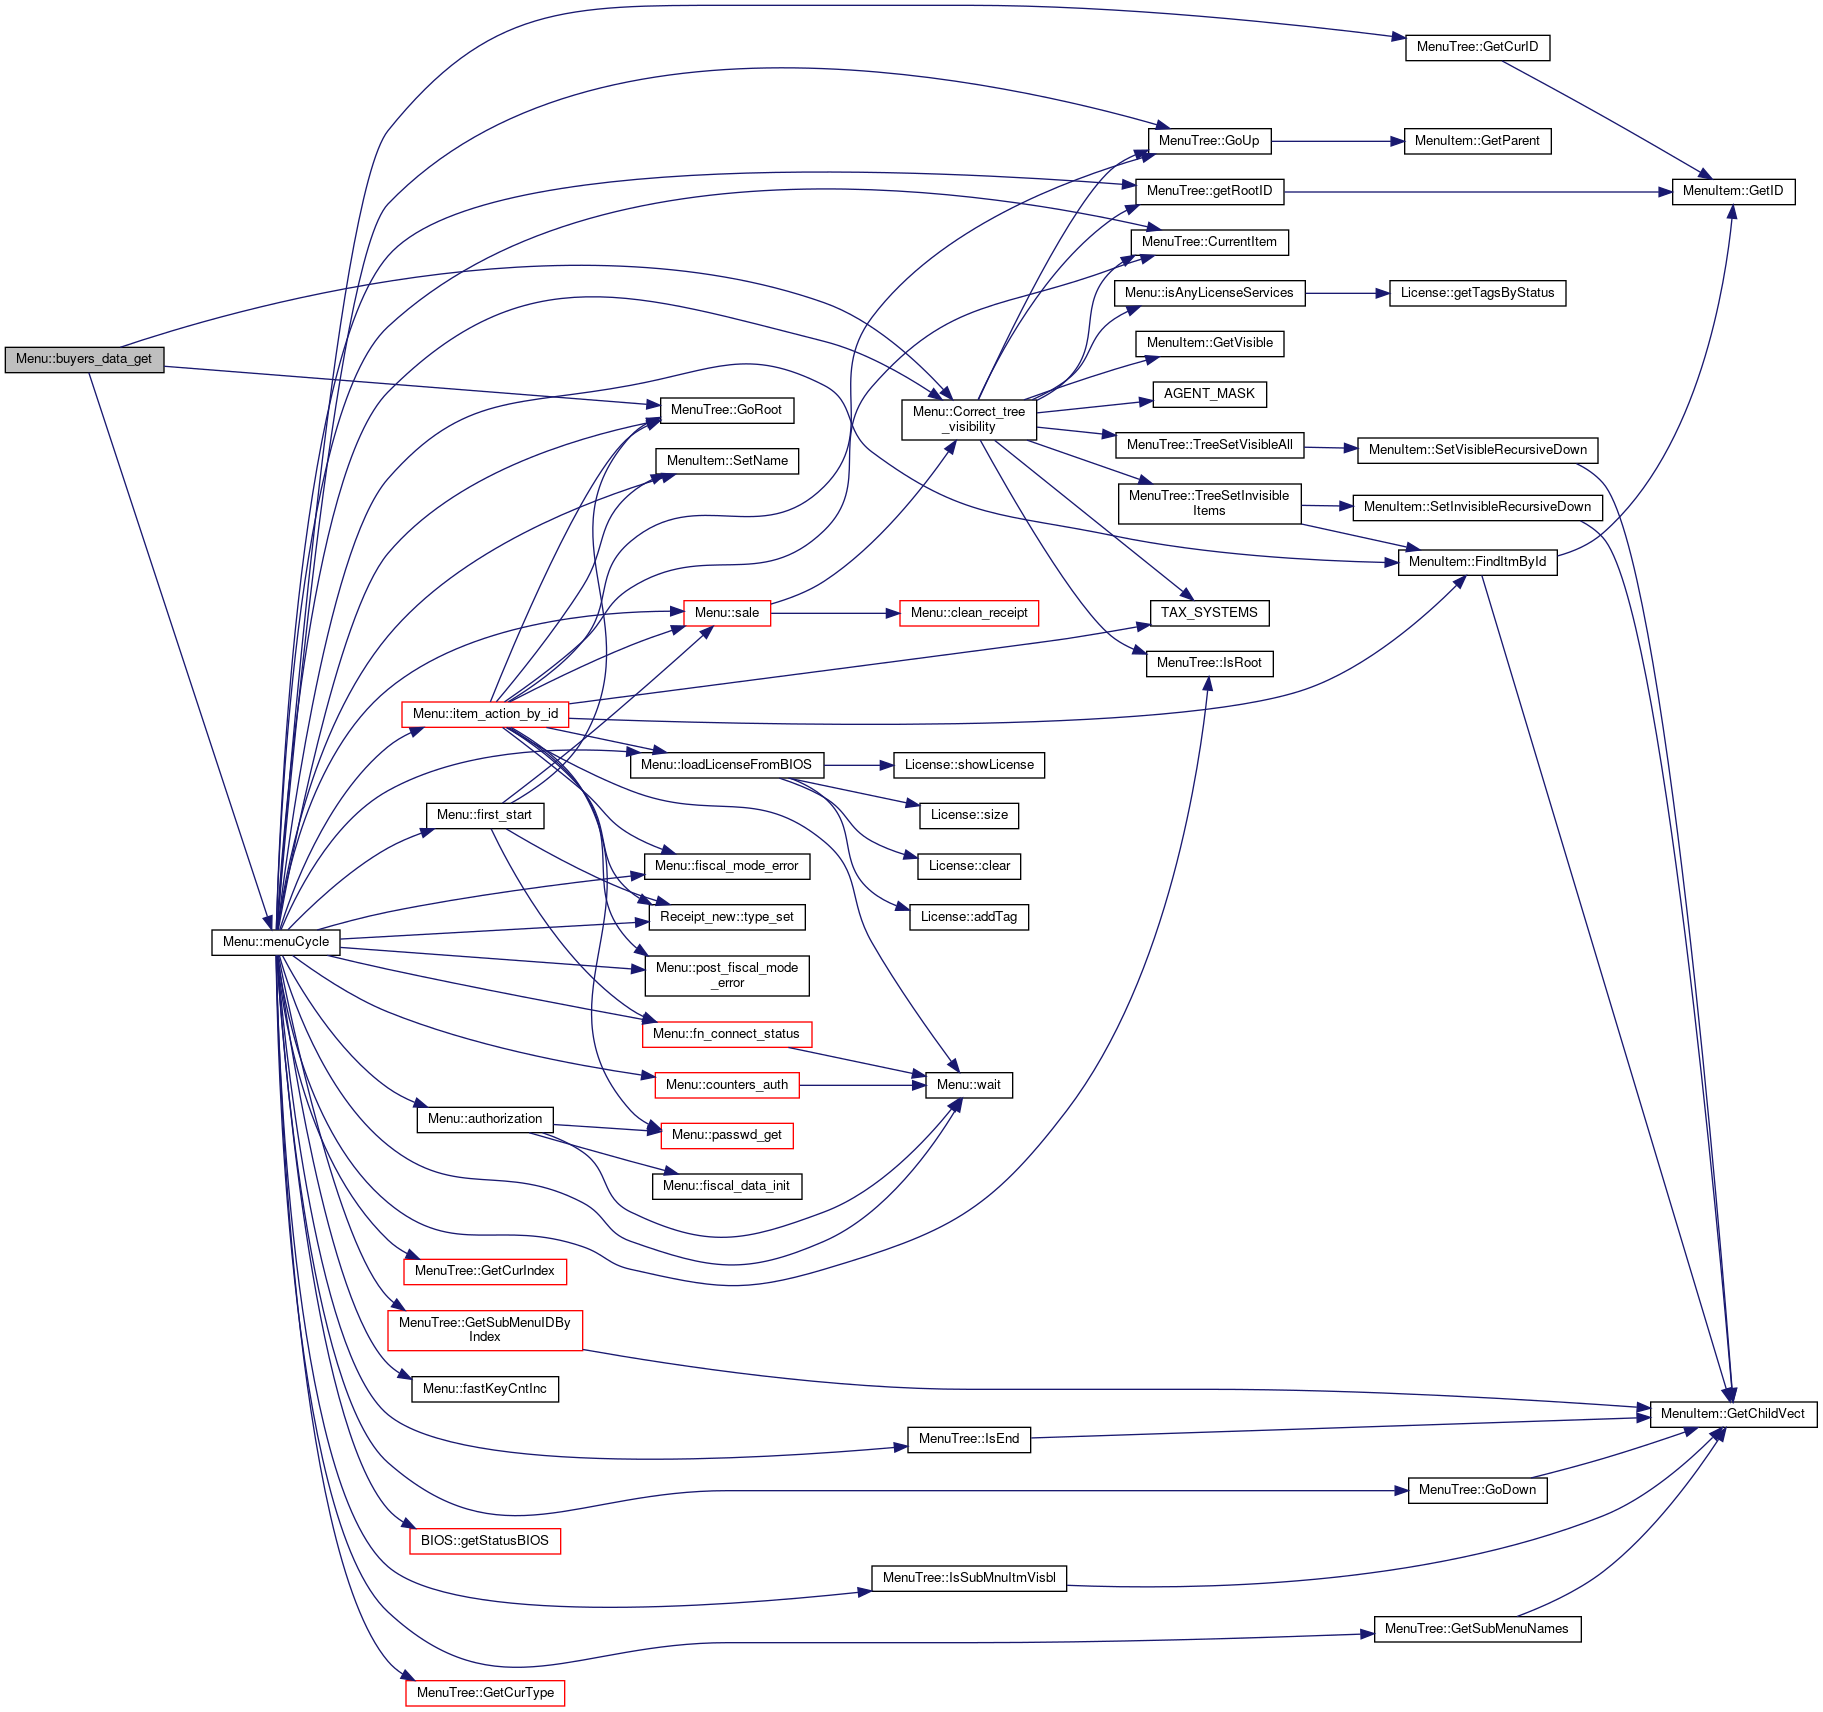 MenuTree::GetCurID
MenuTree::GoUp
MenuItem::GetParent
MenuTree::getRootID
MenuItem::GetID
MenuTree::CurrentItem
Menu::isAnyLicenseServices
License::getTagsByStatus
MenuItem::GetVisible
Menu::buyers_data_get
AGENT_MASK
MenuTree::GoRoot
Menu::Correct_tree
_visibility
MenuTree::TreeSetVisibleAll
MenuItem::SetVisibleRecursiveDown
MenuItem::SetName
MenuTree::TreeSetInvisible
Items
MenuItem::SetInvisibleRecursiveDown
MenuItem::FindItmById
Menu::sale
Menu::clean_receipt
TAX_SYSTEMS
MenuTree::IsRoot
Menu::item_action_by_id
Menu::loadLicenseFromBIOS
License::showLicense
Menu::first_start
License::size
Menu::fiscal_mode_error
License::clear
Receipt_new::type_set
License::addTag
Menu::menuCycle
Menu::post_fiscal_mode
_error
Menu::fn_connect_status
Menu::counters_auth
Menu::wait
Menu::authorization
Menu::passwd_get
Menu::fiscal_data_init
MenuTree::GetCurIndex
MenuTree::GetSubMenuIDBy
Index
Menu::fastKeyCntInc
MenuItem::GetChildVect
MenuTree::IsEnd
MenuTree::GoDown
BIOS::getStatusBIOS
MenuTree::IsSubMnuItmVisbl
MenuTree::GetSubMenuNames
MenuTree::GetCurType